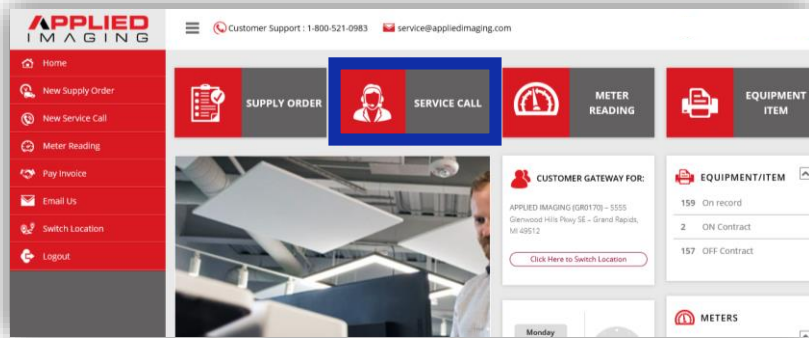 APPLIED
IMAGING
Customer Support : 1-800-521-0983
service@appliedimaging.com
Home
New Supply Order
New Service Call
Meter Reading
Pay Invoice
Email Us
Switch Location
Logout
SUPPLY ORDER
SERVICE CALL
METER
READING
EQUIPMENT
ITEM
CUSTOMER GATEWAY FOR:
APPLIED IMAGING (GR0170) – 5555
Glenwood Hills Pkwy SE – Grand Rapids,
MI 49512
Click Here to Switch Location
Monday
EQUIPMENT/ITEM
159 On record
2 ON Contract
157 OFF Contract
METERS